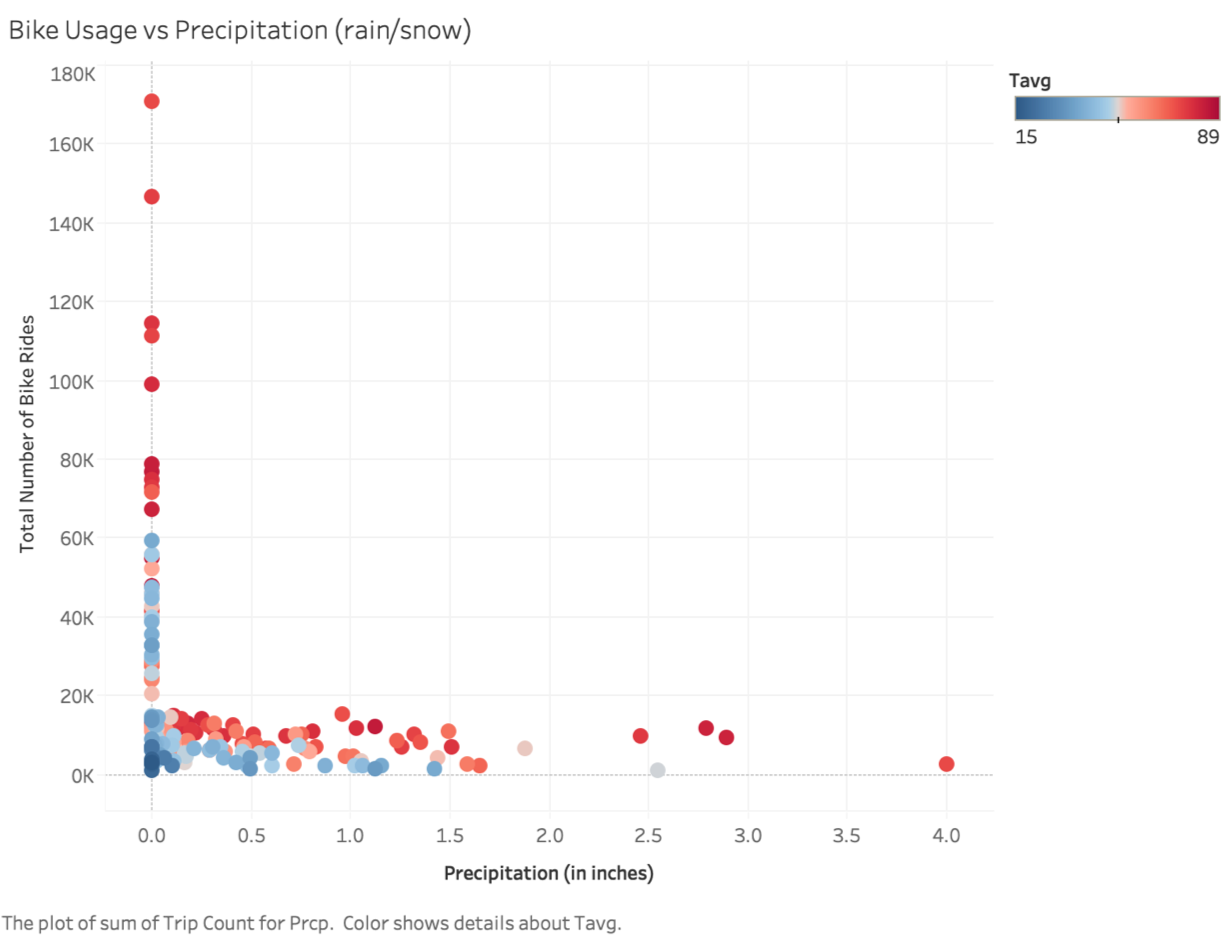 Bike Usage vs Precipitation (rain/snow)
Tavg
15 89
Total Number of Bike Rides
180K
160K
140K
120K
100K
80K
60K
40K
20K
0K
0.0 0.5 1.0 1.5 2.0 2.5 3.0 3.5 4.0
Precipitation (in inches)
The plot of sum of Trip Count for Prcp. Color shows details about Tavg.